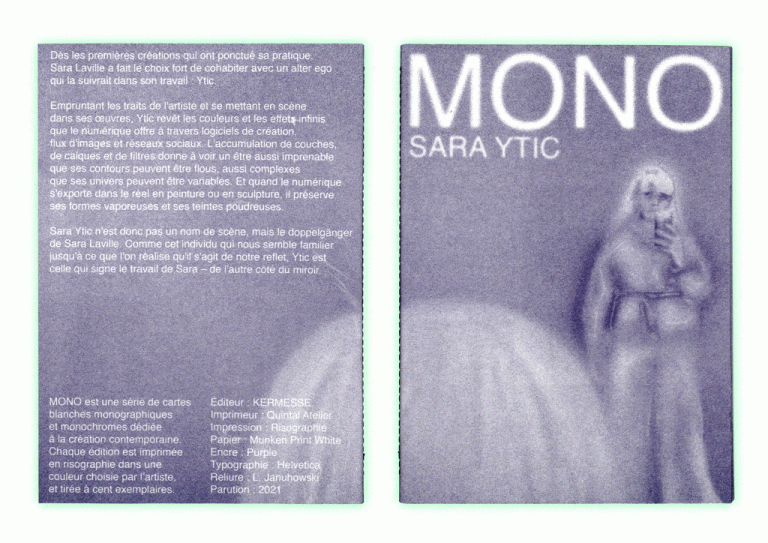 Dès les premières créations qui ont ponctué sa pratique,
Sara Laville a fait le choix fort de cohabiter avec un alter ego
qui la suivrait dans son travail : Ytic.
Empruntant les traits de l'artiste et se mettant en scène
dans ses œuvres, Ytic revêt les couleurs et les effets infinis
que le numérique offre à travers logiciels de création,
flux d'images et réseaux sociaux. L'accumulation de couches,
de calques et de filtres donne à voir un être aussi imprenable
que ses contours peuvent être flous, aussi complexes
que ses univers peuvent être variables. Et quand le numérique
s'exporte dans le réel en peinture ou en sculpture, il préserve
ses formes vaporeuses et ses teintes poudreuses.
Sara Ytic n'est donc pas un nom de scène, mais le doppelgänger
de Sara Laville. Comme cet individu qui nous semble familier
jusqu'à ce que l'on réalise qu'il s'agit de notre reflet, Ytic est
celle qui signe le travail de Sara – de l'autre côté du miroir.
MONO est une série de cartes
blanches monographiques
et monochromes dédiée
à la création contemporaine.
Chaque édition est imprimée
en risographie dans une
couleur choisie par l'artiste,
et tirée à cent exemplaires.
Éditeur : KERMESSE
Imprimeur : Quintal Atelier
Impression : Risographie
Papier : Munken Print White
Encre : Purple
Typographie : Helvetica
Reliure : L. Januhowski
Parution : 2021
MONO
SARA YTIC